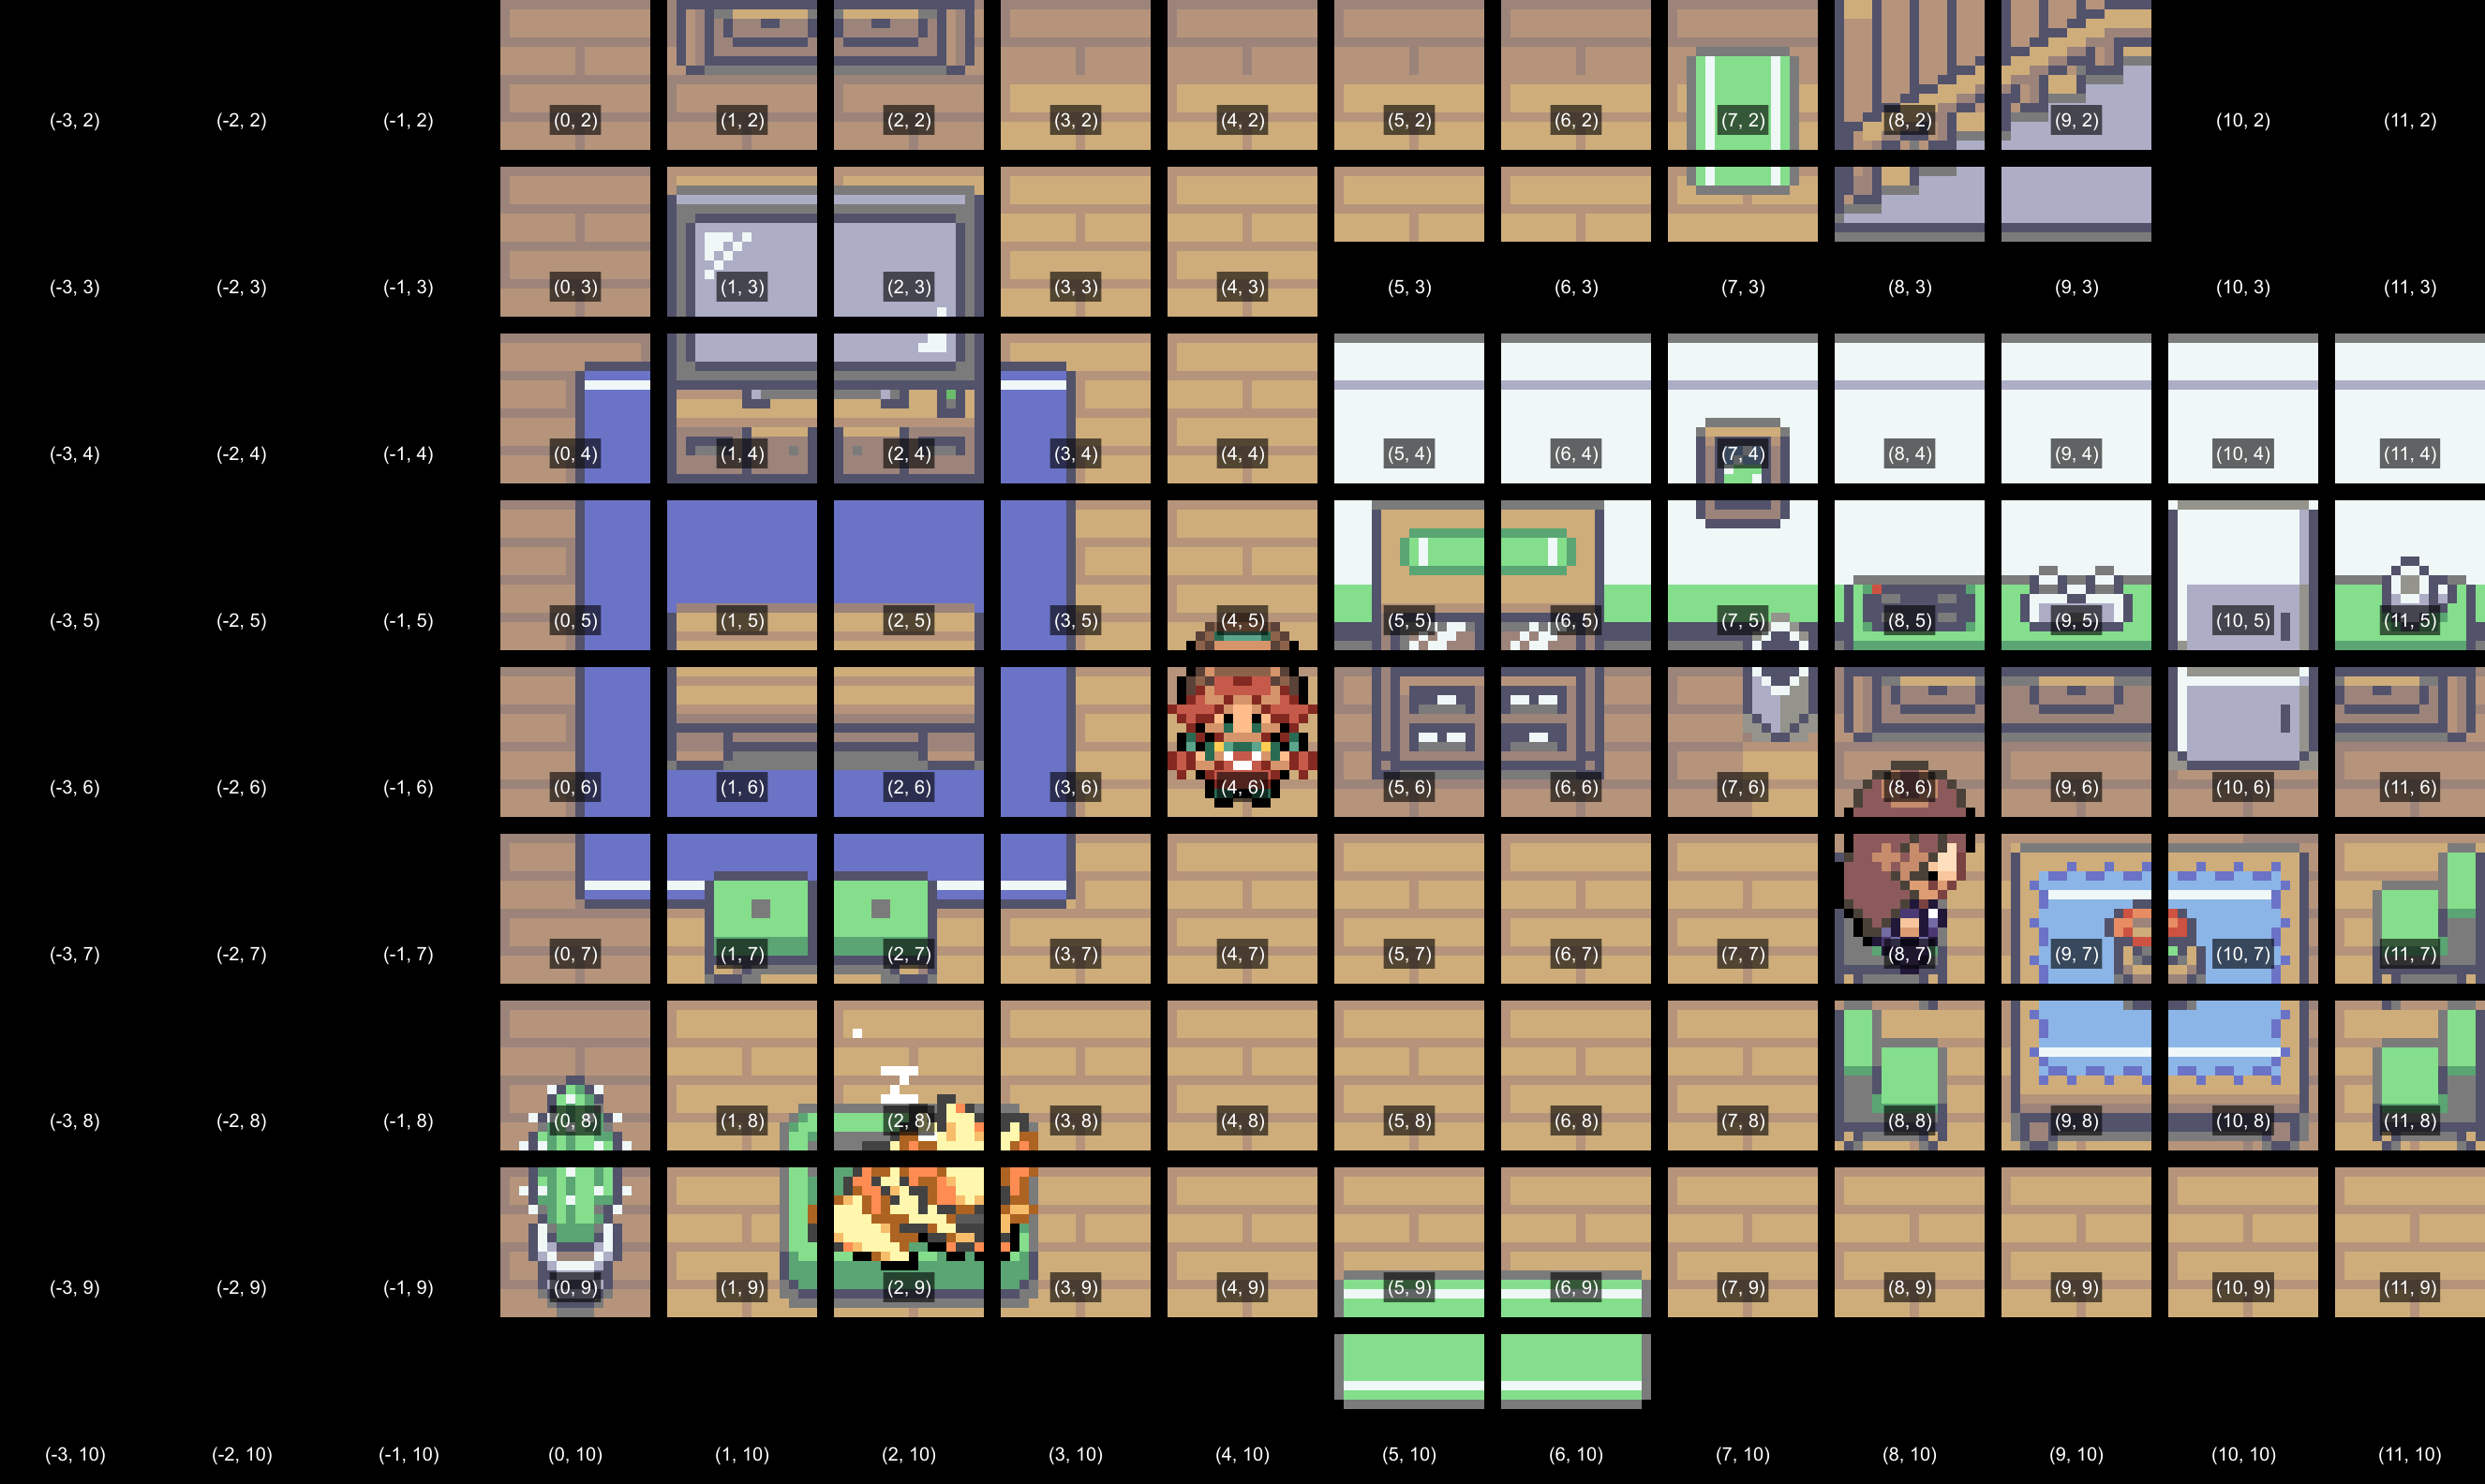 (-3, 2) (-2, 2) (-1, 2) (0, 2) (1, 2) (2, 2) (3, 2) (4, 2) (5, 2) (6, 2) (7, 2) (8, 2) (9, 2) (10, 2) (11, 2)
(-3, 3) (-2, 3) (-1, 3) (0, 3) (1, 3) (2, 3) (3, 3) (4, 3) (5, 3) (6, 3) (7, 3) (8, 3) (9, 3) (10, 3) (11, 3)
(-3, 4) (-2, 4) (-1, 4) (0, 4) (1, 4) (2, 4) (3, 4) (4, 4) (5, 4) (6, 4) (7, 4) (8, 4) (9, 4) (10, 4) (11, 4)
(-3, 5) (-2, 5) (-1, 5) (0, 5) (1, 5) (2, 5) (3, 5) (4, 5) (5, 5) (6, 5) (7, 5) (8, 5) (9, 5) (10, 5) (11, 5)
(-3, 6) (-2, 6) (-1, 6) (0, 6) (1, 6) (2, 6) (3, 6) (4, 6) (5, 6) (6, 6) (7, 6) (8, 6) (9, 6) (10, 6) (11, 6)
(-3, 7) (-2, 7) (-1, 7) (0, 7) (1, 7) (2, 7) (3, 7) (4, 7) (5, 7) (6, 7) (7, 7) (8, 7) (9, 7) (10, 7) (11, 7)
(-3, 8) (-2, 8) (-1, 8) (0, 8) (1, 8) (2, 8) (3, 8) (4, 8) (5, 8) (6, 8) (7, 8) (8, 8) (9, 8) (10, 8) (11, 8)
(-3, 9) (-2, 9) (-1, 9) (0, 9) (1, 9) (2, 9) (3, 9) (4, 9) (5, 9) (6, 9) (7, 9) (8, 9) (9, 9) (10, 9) (11, 9)
(-3, 10) (-2, 10) (-1, 10) (0, 10) (1, 10) (2, 10) (3, 10) (4, 10) (5, 10) (6, 10) (7, 10) (8, 10) (9, 10) (10, 10) (11, 10)